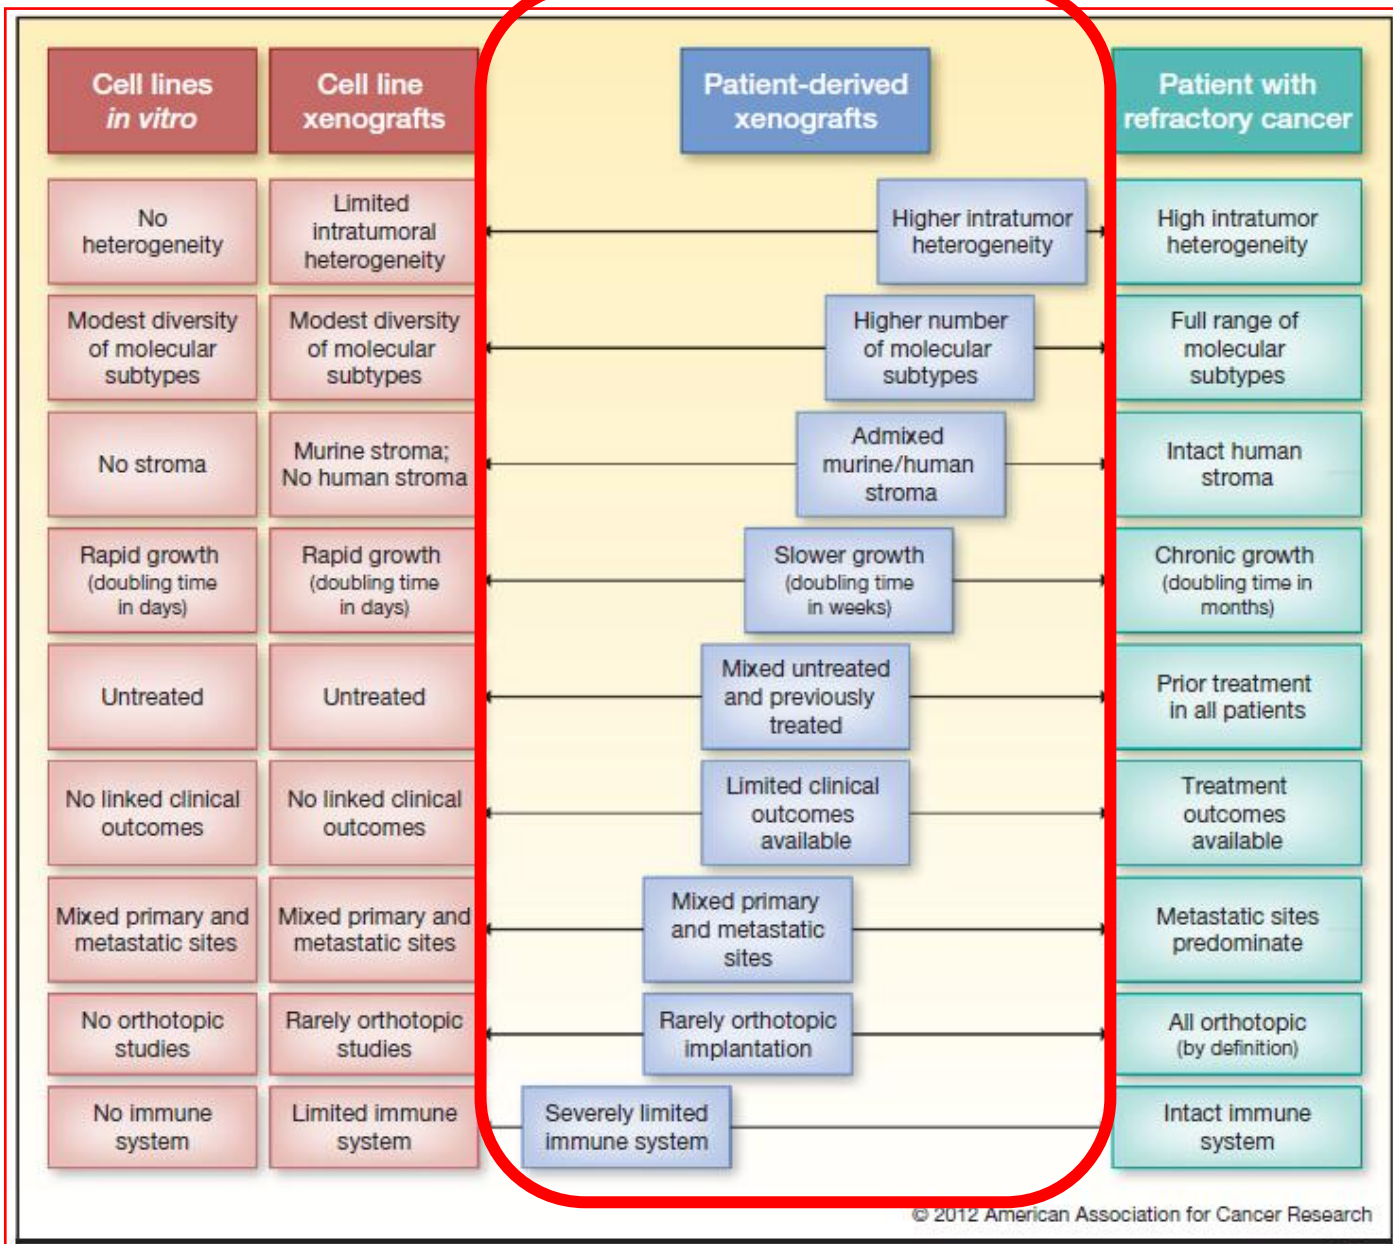 Cell lines
in vitro
Cell line
xenografts
Patient-derived
xenografts
Patient with
refractory cancer
No
heterogeneity
Limited
intratumoral
heterogeneity
Higher intratumor
heterogeneity
High intratumor
heterogeneity
Modest diversity
of molecular
subtypes
Modest diversity
of molecular
subtypes
Higher number
of molecular
subtypes
Full range of
molecular
subtypes
No stroma
Murine stroma;
No human stroma
Admixed
murine/human
stroma
Intact human
stroma
Rapid growth
(doubling time
in days)
Rapid growth
(doubling time
in days)
Slower growth
(doubling time
in weeks)
Chronic growth
(doubling time in
months)
Untreated
Untreated
Mixed untreated
and previously
treated
Prior treatment
in all patients
No linked clinical
outcomes
No linked clinical
outcomes
Limited clinical
outcomes
available
Treatment
outcomes
available
Mixed primary and
metastatic sites
Mixed primary and
metastatic sites
Mixed primary
and metastatic
sites
Metastatic sites
predominate
No orthotopic
studies
Rarely orthotopic
studies
Rarely orthotopic
implantation
All orthotopic
(by definition)
No immune
system
Limited immune
system
Severely limited
immune system
Intact immune
system
© 2012 American Association for Cancer Research